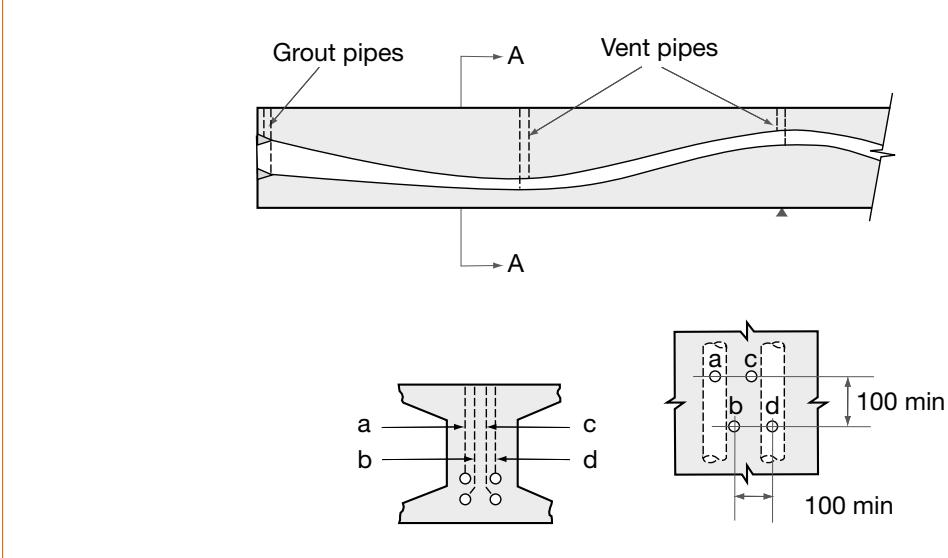 Grout pipes
A
Vent pipes
A
a
b
c
d
a c
b d
100 min
100 min